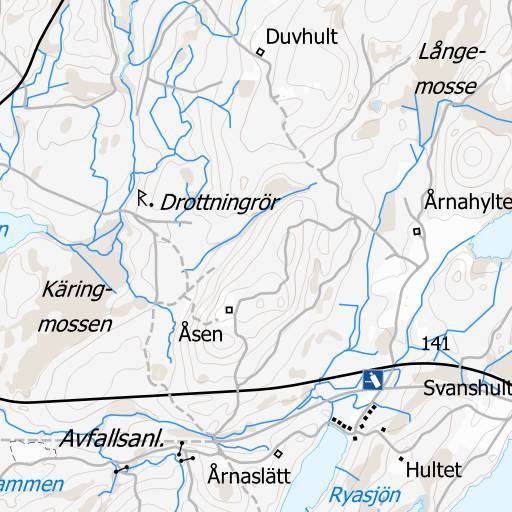 Duvhult
Långe-
mosse
R
Drottningrör
Årnahylte
n
Käring-
mossen
Åsen
141
Svanshult
Avfallsanl.
Årnaslätt
Hultet
ammen
Ryasjön